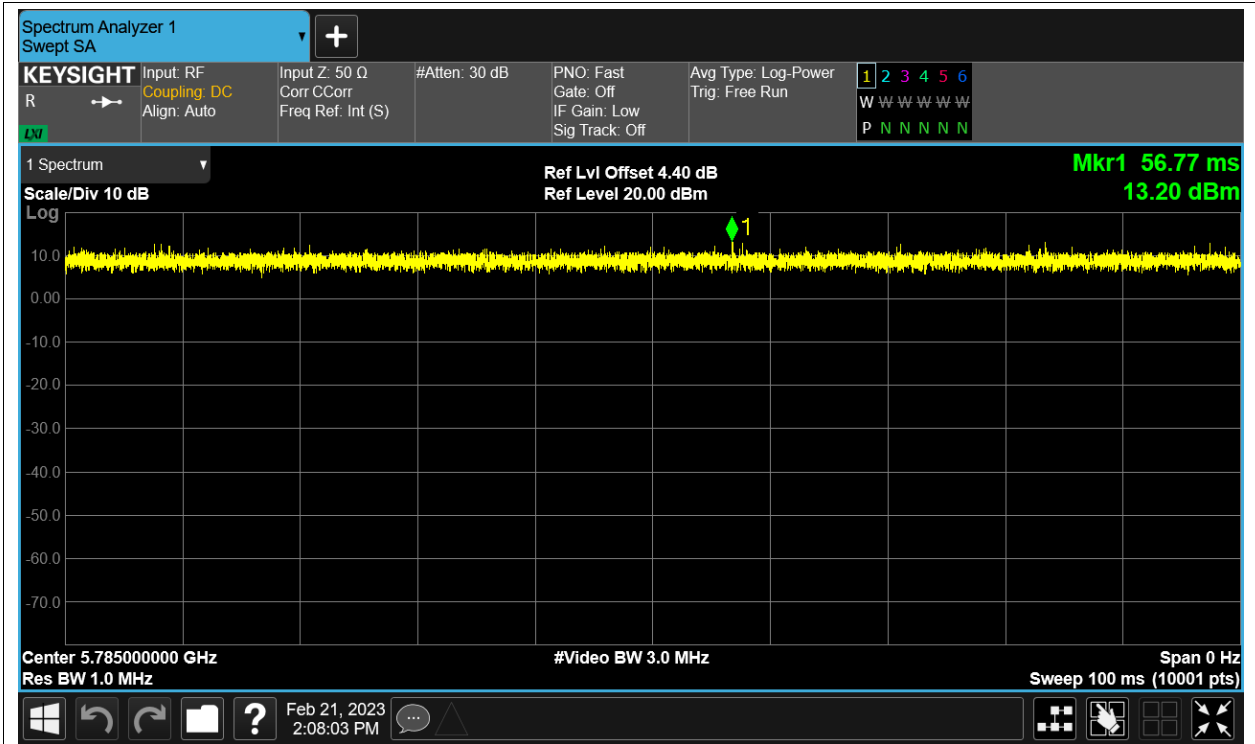 Spectrum Analyzer 1
Swept SA
+
KEYSIGHT
R
LXI
Input: RF
Coupling: DC
Align: Auto
Input Z: 50 Ω
Corr CCorr
Freq Ref: Int (S)
#Atten: 30 dB
PNO: Fast
Gate: Off
IF Gain: Low
Sig Track: Off
Avg Type: Log-Power
Trig: Free Run
1 2 3 4 5 6
W W W W W W
P N N N N N
1 Spectrum
Scale/Div 10 dB
Ref Lvl Offset 4.40 dB
Ref Level 20.00 dBm
Mkr1 56.77 ms
13.20 dBm
Log
1
10.0
0.00
-10.0
-20.0
-30.0
-40.0
-50.0
-60.0
-70.0
Center 5.785000000 GHz
#Video BW 3.0 MHz
Span 0 Hz
Res BW 1.0 MHz
Sweep 100 ms (10001 pts)
?
Feb 21, 2023
2:08:03 PM